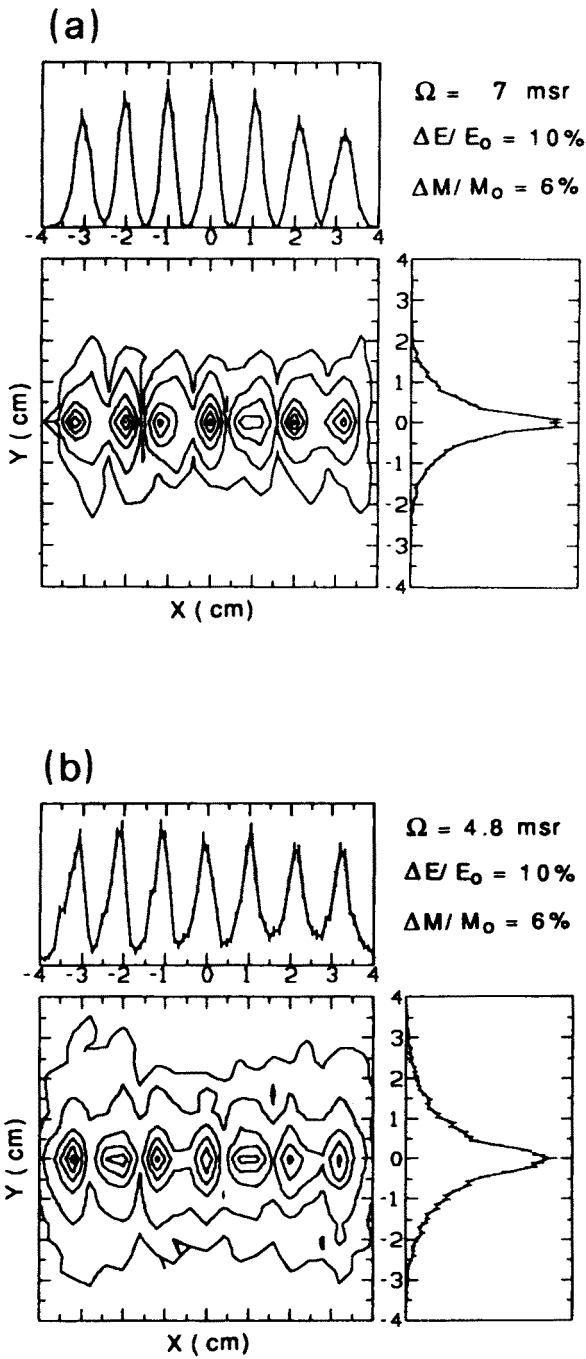 (a)
Ω = 7 msr
ΔE/ E₀ = 10%
ΔM/ M₀ = 6%
-4 -3 -2 -1 0 1 2 3 4
4
3
2
1
0
-1
-2
-3
-4
Y ( cm)
X ( cm)
(b)
Ω = 4.8 msr
ΔE/ E₀ = 10%
ΔM/ M₀ = 6%
-4 -3 -2 -1 0 1 2 3 4
4
3
2
1
0
-1
-2
-3
-4
Y ( cm)
X ( cm)